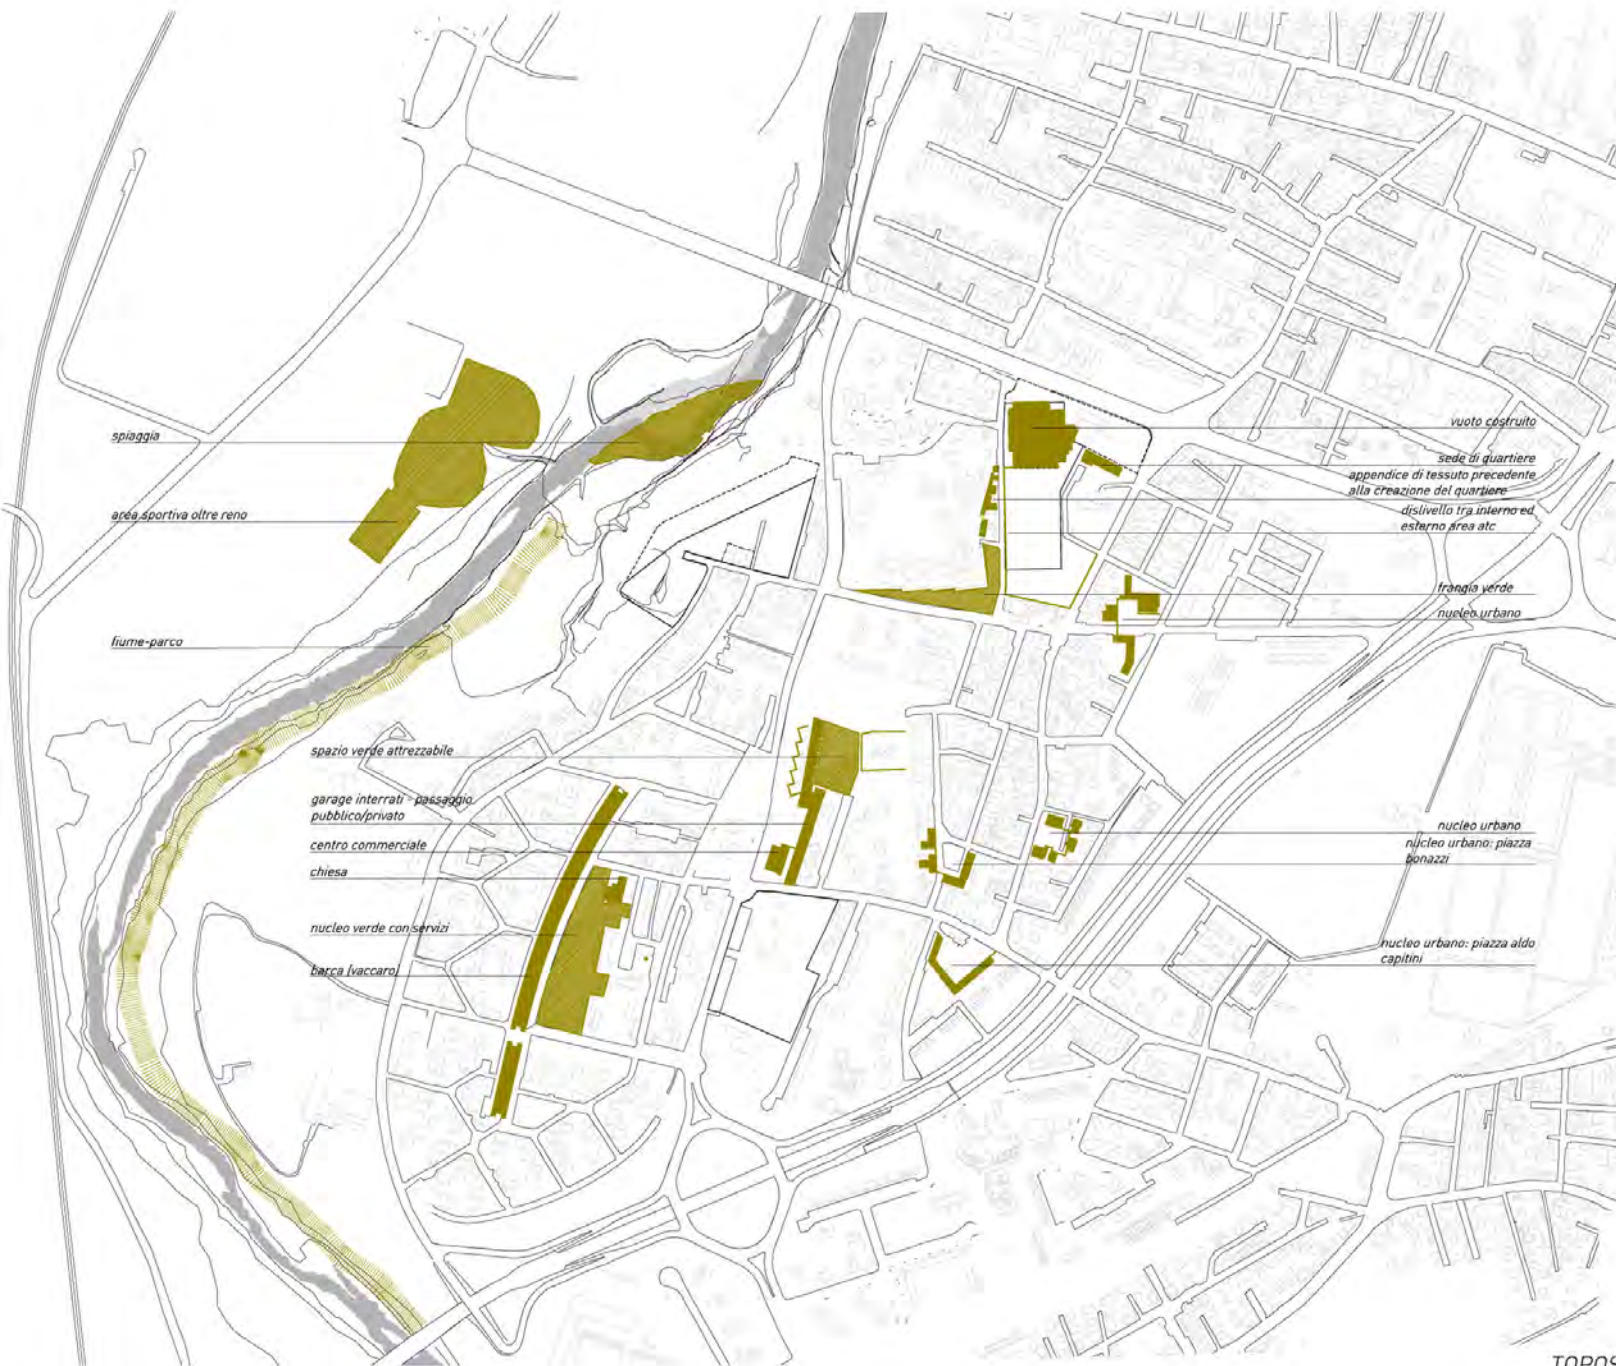 spiaggia
area sportiva oltre reno
fiume-parco
spazio verde attrezzabile
garage interrati - passaggio
pubblico/privato
centro commerciale
chiesa
nucleo verde con servizi
barca (vaccaro)
vuoto costruito
sede di quartiere
appendice di tessuto precedente
alla creazione del quartiere
dislivello tra interno ed
esterno area atc
frangia verde
nucleo urbano
nucleo urbano
nucleo urbano: piazza
bonazzi
nucleo urbano: piazza aldo
capitini
TOPOS